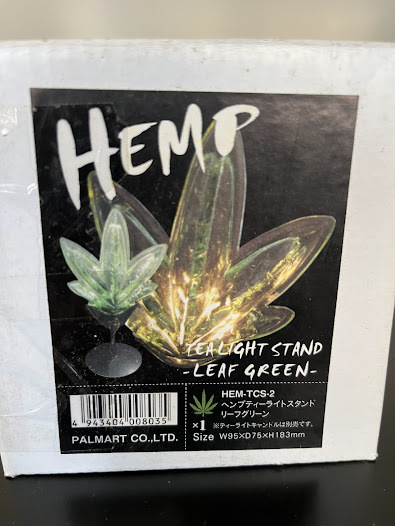 HEMP
TEA LIGHT STAND
-LEAF GREEN-
HEM-TCS-2
ヘンプティーライトスタンド
リーフグリーン
×1 ※ティーライトキャンドルは別売です。
Size W95×D75×H183mm
4 943404 008035
PALMART CO.,LTD.